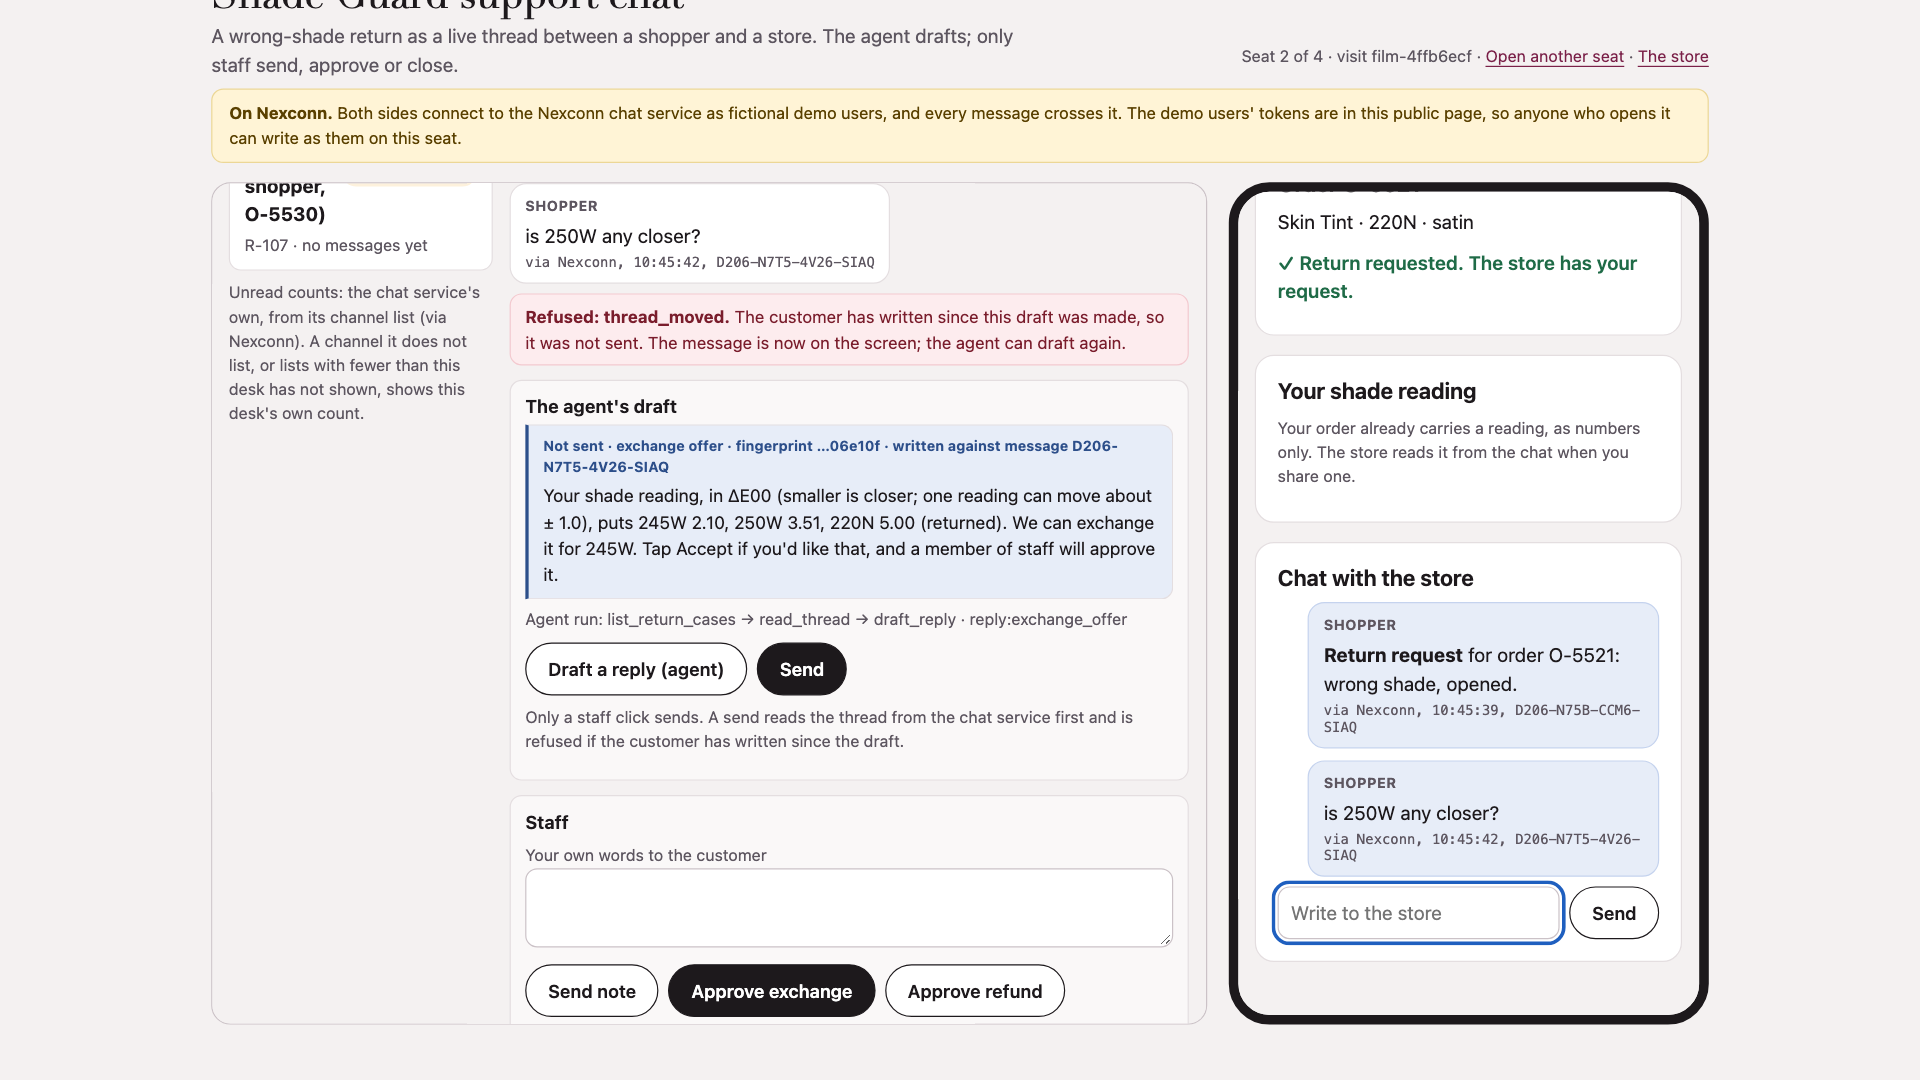 Shade Guard support chat
A wrong-shade return as a live thread between a shopper and a store. The agent drafts; only
staff send, approve or close.
Seat 2 of 4 · visit film-4ffb6ecf · Open another seat · The store
On Nexconn. Both sides connect to the Nexconn chat service as fictional demo users, and every message crosses it. The demo users' tokens are in this public page, so anyone who opens it
can write as them on this seat.
shopper,
O-5530)
R-107 · no messages yet
Unread counts: the chat service's
own, from its channel list (via
Nexconn). A channel it does not
list, or lists with fewer than this
desk has not shown, shows this
desk's own count.
SHOPPER
is 250W any closer?
via Nexconn, 10:45:42, D206-N7T5-4V26-SIAQ
Refused: thread_moved. The customer has written since this draft was made, so
it was not sent. The message is now on the screen; the agent can draft again.
The agent's draft
Not sent · exchange offer · fingerprint ...06e10f · written against message D206-
N7T5-4V26-SIAQ
Your shade reading, in ΔE00 (smaller is closer; one reading can move about
± 1.0), puts 245W 2.10, 250W 3.51, 220N 5.00 (returned). We can exchange
it for 245W. Tap Accept if you'd like that, and a member of staff will approve
it.
Agent run: list_return_cases → read_thread → draft_reply · reply:exchange_offer
Draft a reply (agent)
Send
Only a staff click sends. A send reads the thread from the chat service first and is
refused if the customer has written since the draft.
Staff
Your own words to the customer
Send note
Approve exchange
Approve refund
Skin Tint · 220N · satin
✓ Return requested. The store has your
request.
Your shade reading
Your order already carries a reading, as numbers
only. The store reads it from the chat when you
share one.
Chat with the store
SHOPPER
Return request for order O-5521:
wrong shade, opened.
via Nexconn, 10:45:39, D206-N75B-CCM6-
SIAQ
SHOPPER
is 250W any closer?
via Nexconn, 10:45:42, D206-N7T5-4V26-
SIAQ
Write to the store
Send